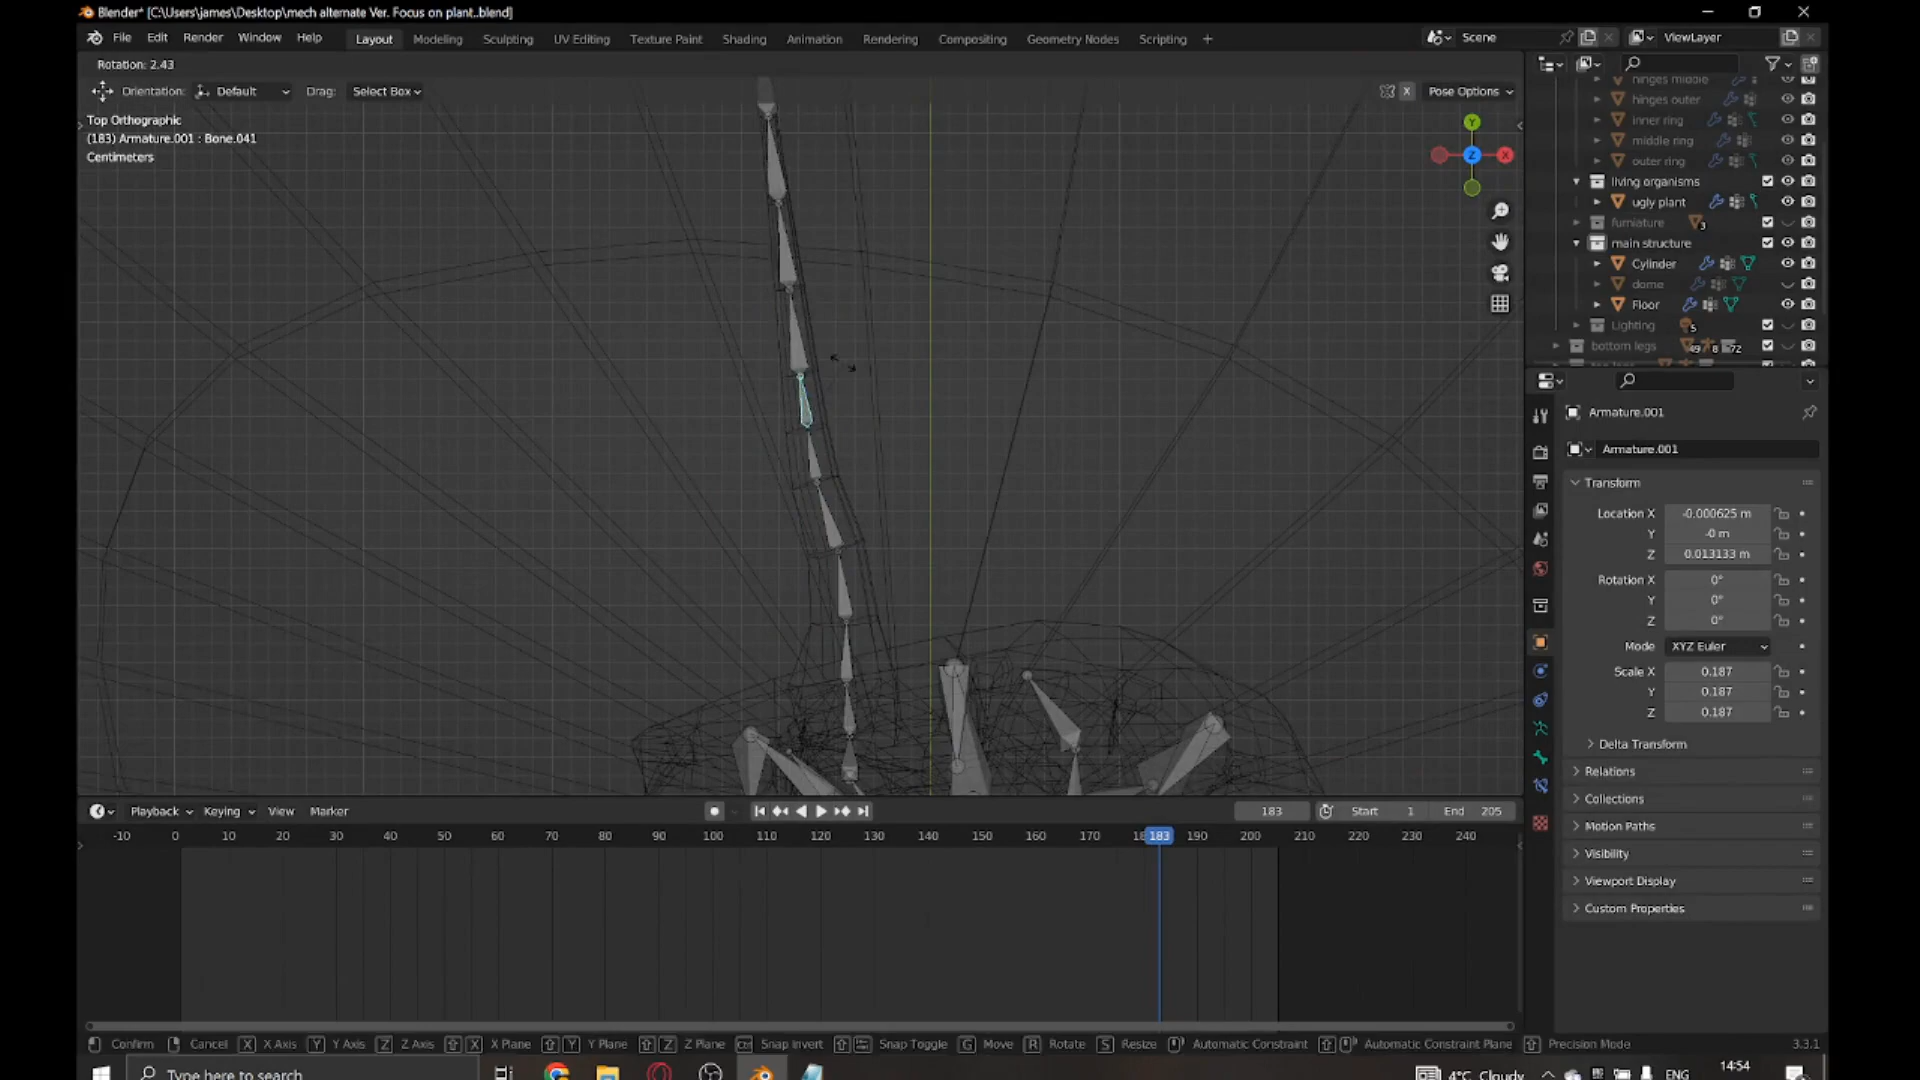 Blender* [C:\Users\james\Desktop\mech alternate Ver. Focus on plant..blend]
File Edit Render Window Help Layout Modeling Sculpting UV Editing Texture Paint Shading Animation Rendering Compositing Geometry Nodes Scripting + Scene ViewLayer
Rotation: 2.43
Orientation: Default Drag: Select Box X Pose Options
Top Orthographic
(183) Armature.001 : Bone.041
Centimeters
Y
Z
X
hinges middle
hinges outer
inner ring
middle ring
outer ring
living organisms
ugly plant
furniature 3
main structure
Cylinder
dome
Floor
Lighting 5
bottom legs 49 8 72
Armature.001
Armature.001
Transform
Location X -0.000625 m
Y -0 m
Z 0.013133 m
Rotation X 0°
Y 0°
Z 0°
Mode XYZ Euler
Scale X 0.187
Y 0.187
Z 0.187
Delta Transform
Relations
Collections
Motion Paths
Visibility
Viewport Display
Custom Properties
Playback Keying View Marker 183 Start 1 End 205
-10 0 10 20 30 40 50 60 70 80 90 100 110 120 130 140 150 160 170 183 190 200 210 220 230 240
Confirm Cancel X X Axis Y Y Axis Z Z Axis X X Plane Y Y Plane Z Z Plane Ctrl Snap Invert Snap Toggle G Move R Rotate S Resize Automatic Constraint Automatic Constraint Plane Precision Mode 3.3.1
Type here to search 4°C Cloudy ENG 14:54